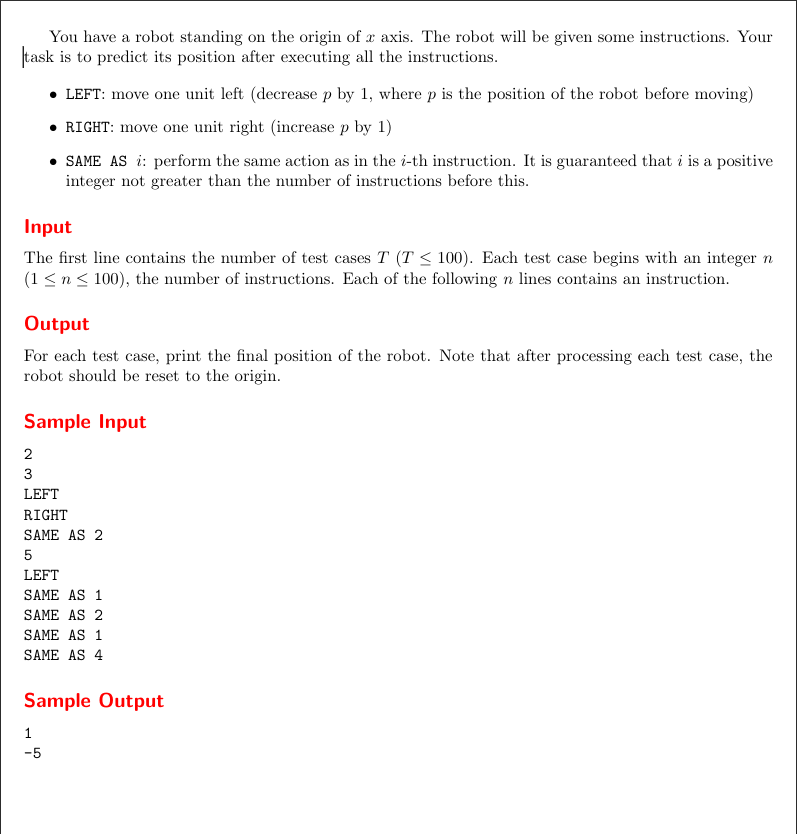 You have a robot standing on the origin of x axis. The robot will be given some instructions. Your
task is to predict its position after executing all the instructions.
• LEFT: move one unit left (decrease p by 1, where p is the position of the robot before moving)
• RIGHT: move one unit right (increase p by 1)
• SAME AS i: perform the same action as in the i-th instruction. It is guaranteed that i is a positive
integer not greater than the number of instructions before this.
Input
The first line contains the number of test cases T (T ≤ 100). Each test case begins with an integer n
(1 ≤ n ≤ 100), the number of instructions. Each of the following n lines contains an instruction.
Output
For each test case, print the final position of the robot. Note that after processing each test case, the
robot should be reset to the origin.
Sample Input
2
3
LEFT
RIGHT
SAME AS 2
5
LEFT
SAME AS 1
SAME AS 2
SAME AS 1
SAME AS 4
Sample Output
1
-5